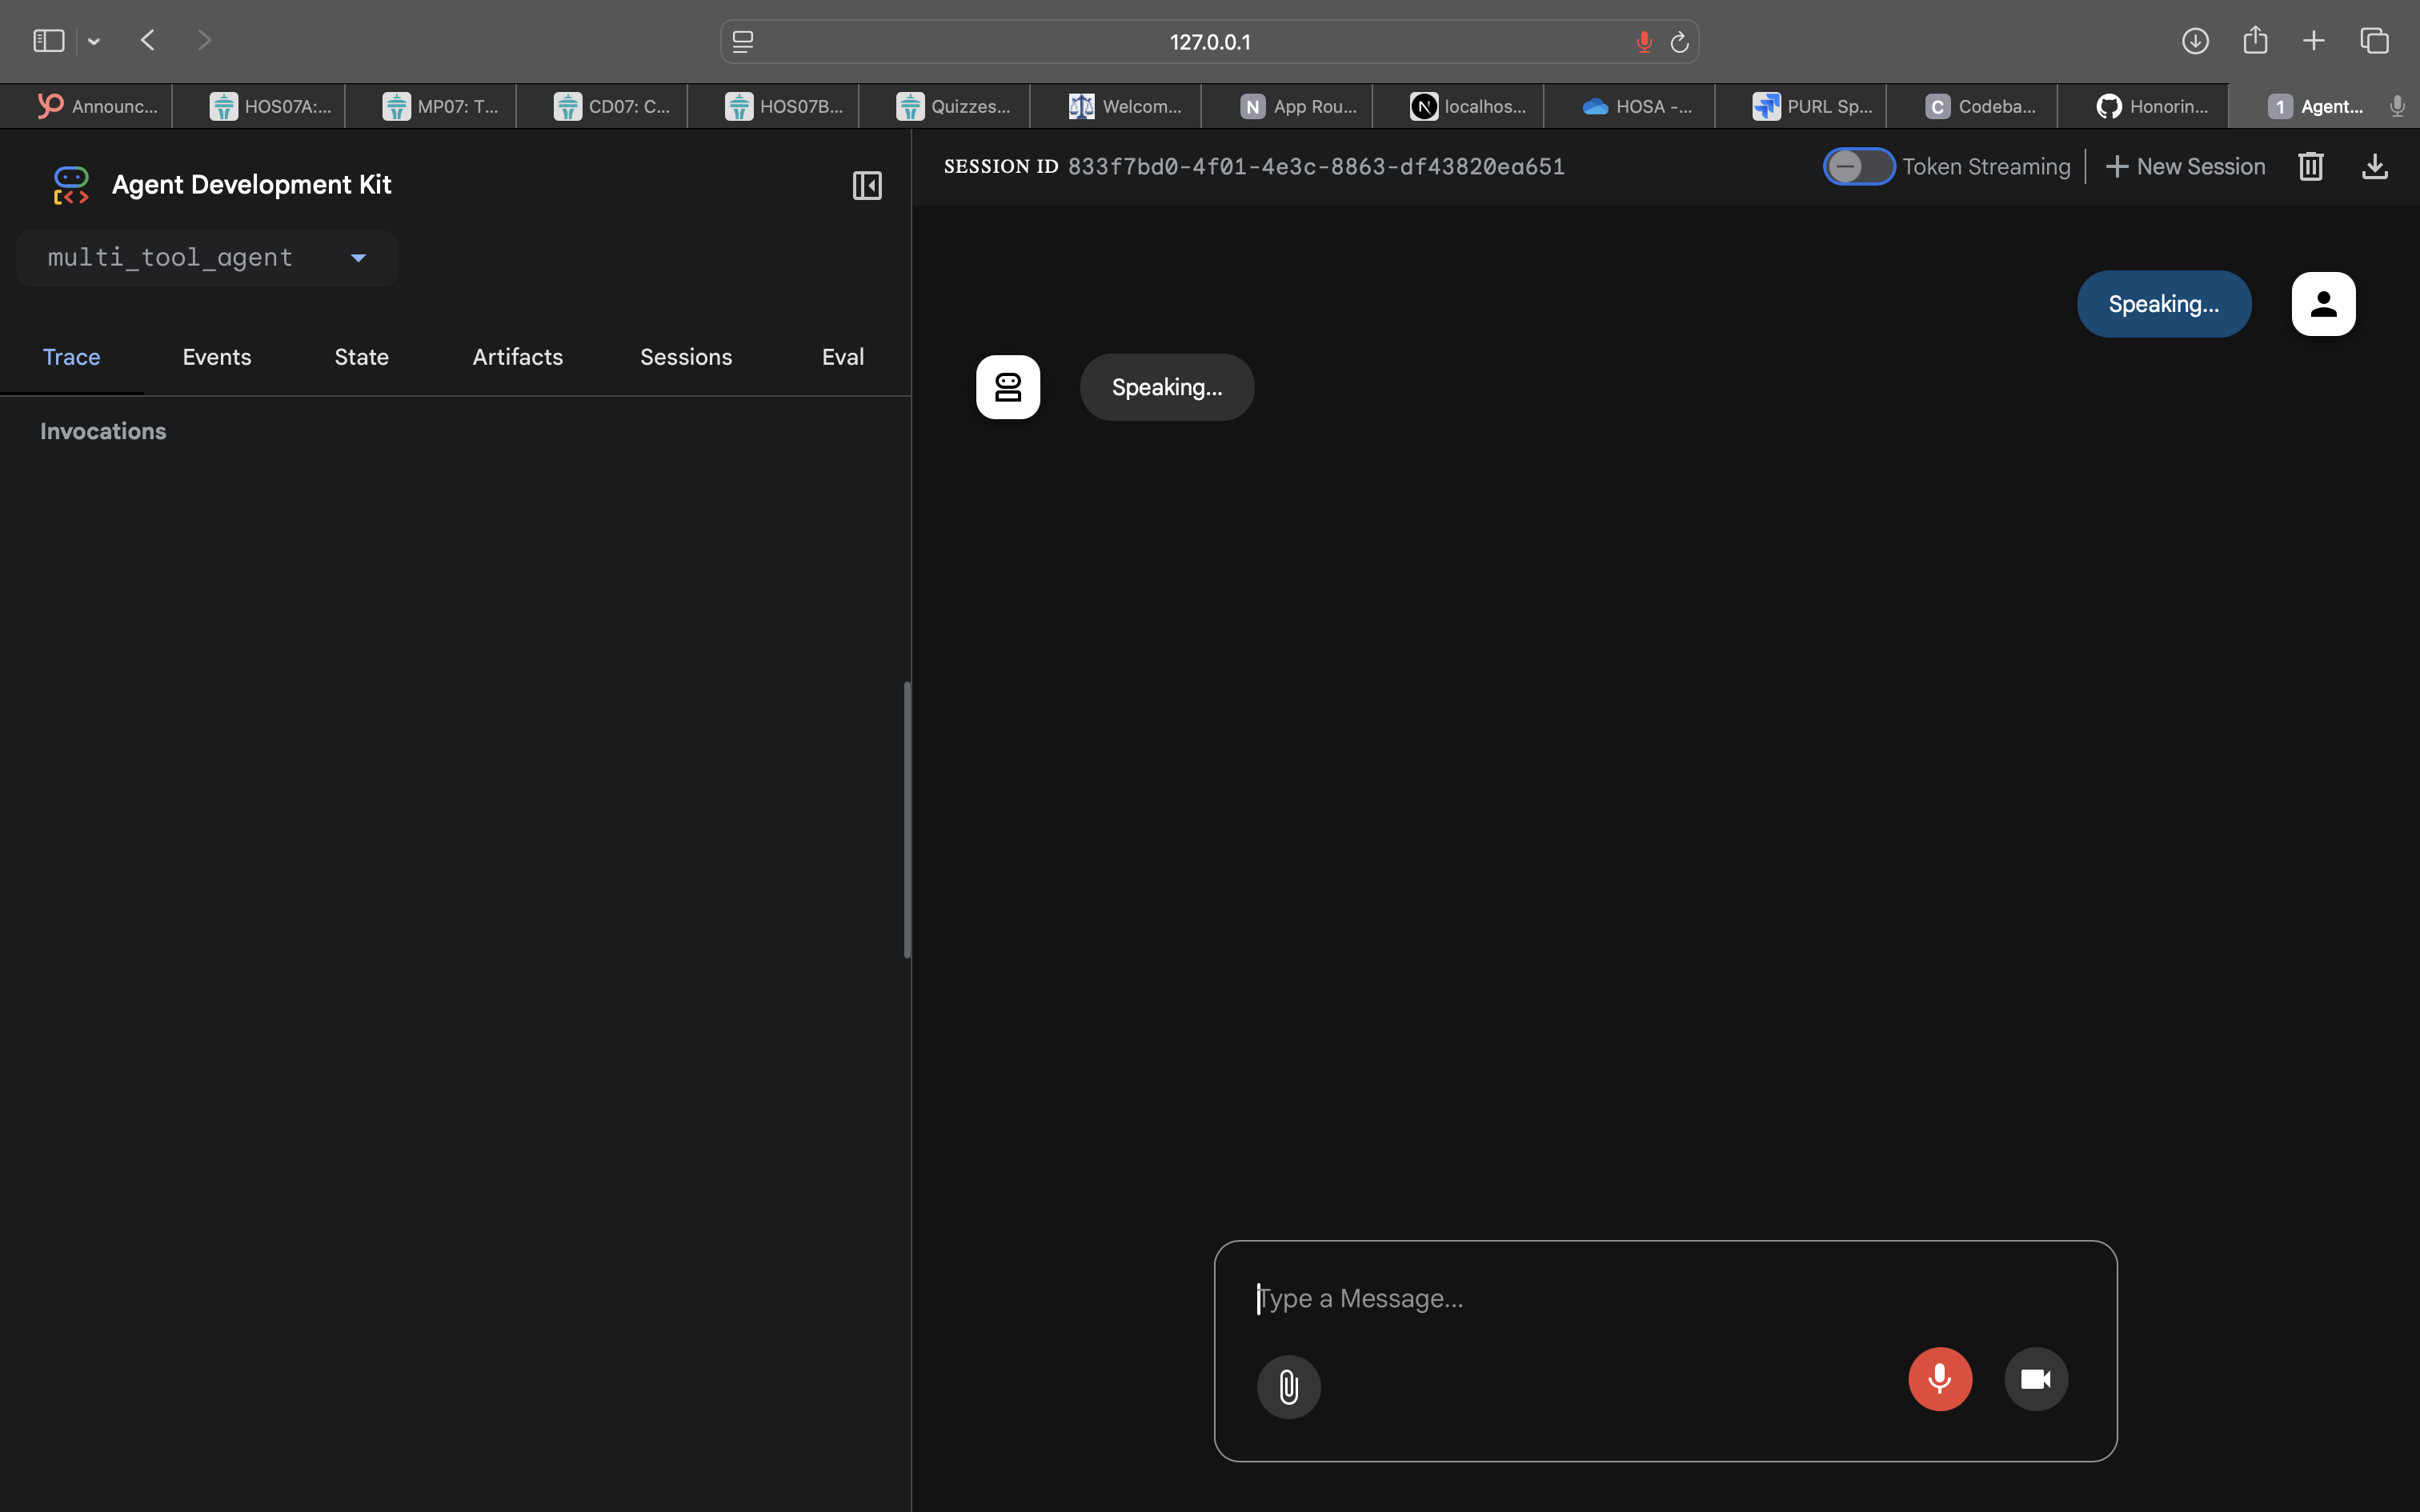 127.0.0.1
Announc... HOS07A:... MP07: T... CD07: C... HOS07B... Quizzes... Welcom... N App Rou... N localhos... HOSA -... PURL Sp... C Codeba... Honorin... 1 Agent...
Agent Development Kit
SESSION ID 833f7bd0-4f01-4e3c-8863-df43820ea651 Token Streaming New Session
multi_tool_agent
Speaking...
Trace Events State Artifacts Sessions Eval
Speaking...
Invocations
Type a Message...